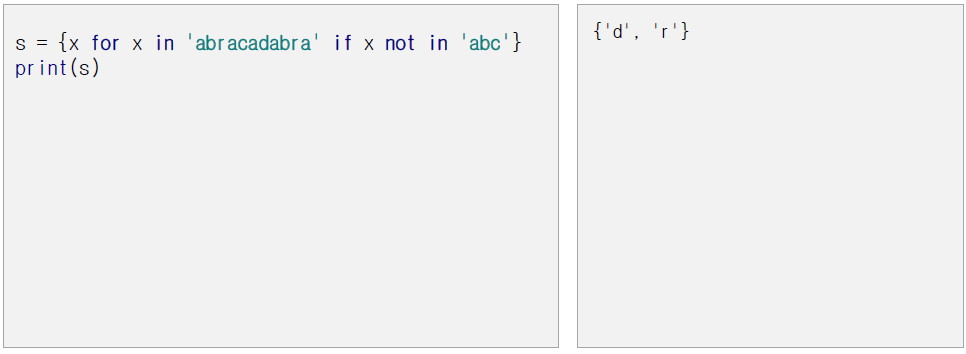 s = {x for x in 'abracadabra' if x not in 'abc'}
print(s)
{'d', 'r'}